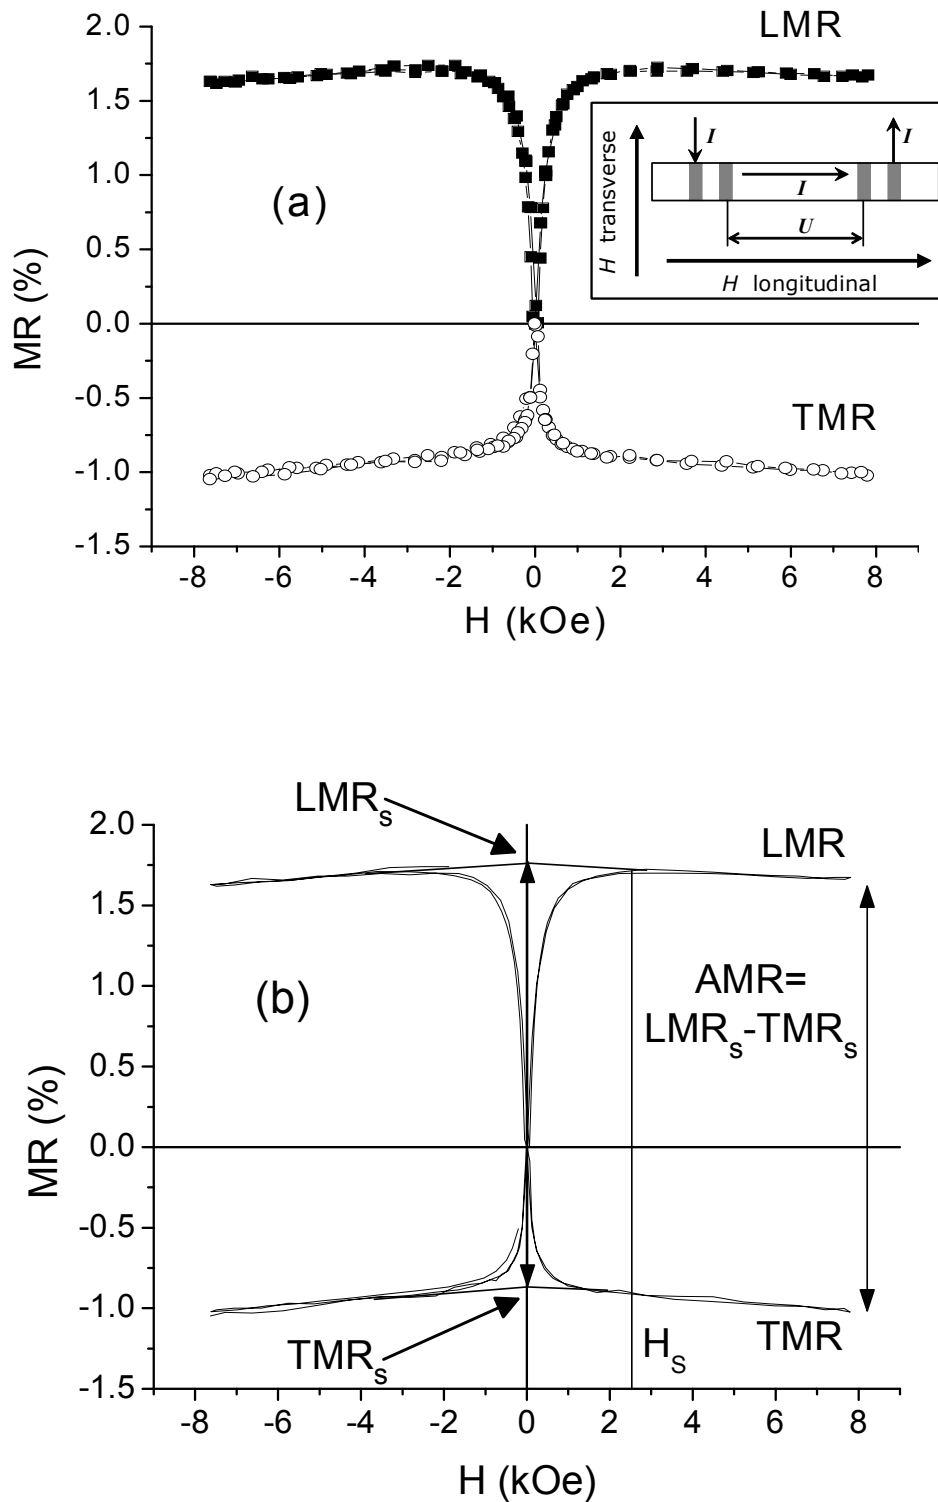 LMR
2.0
1.5
1.0
0.5
0.0
-0.5
-1.0
-1.5
MR (%)
(a)
H transverse
I
I
I
U
H longitudinal
TMR
-8 -6 -4 -2 0 2 4 6 8
H (kOe)
LMRs
2.0
1.5
1.0
0.5
0.0
-0.5
-1.0
-1.5
MR (%)
LMR
(b)
AMR=
LMRs-TMRs
TMRs
Hs
TMR
-8 -6 -4 -2 0 2 4 6 8
H (kOe)